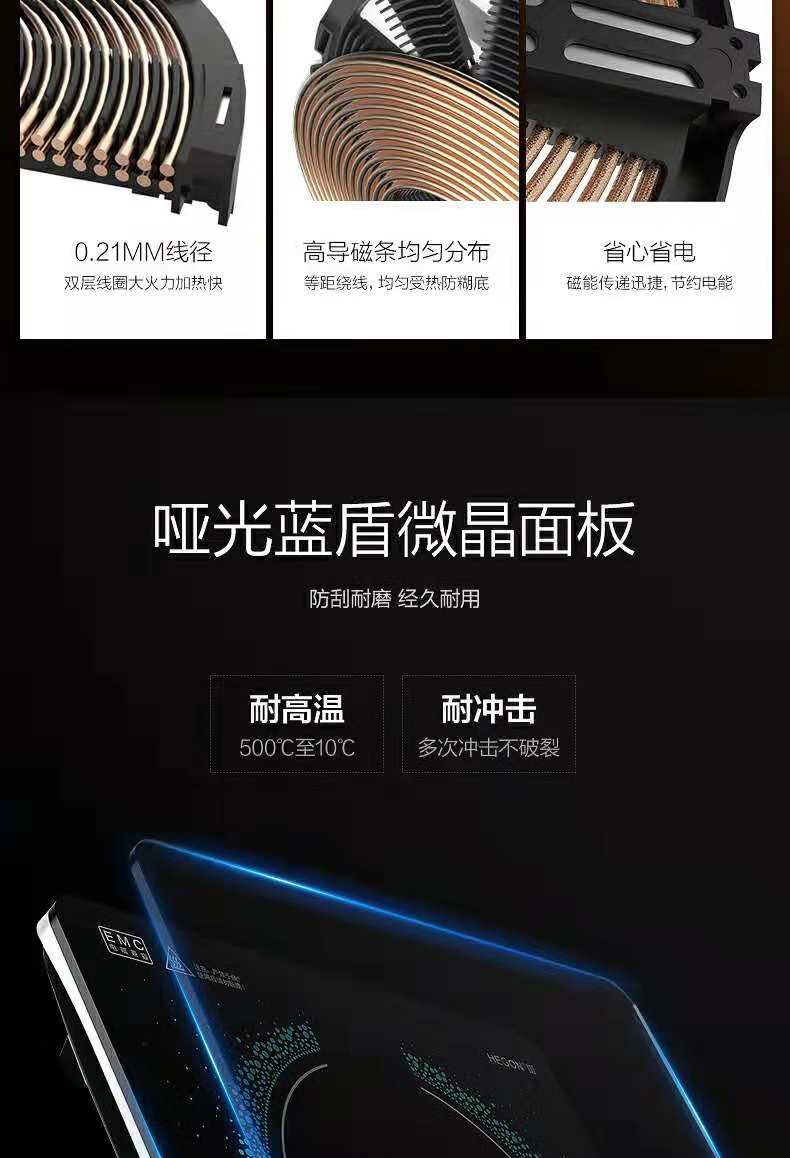 0.21MM线径
双层线圈大火力加热快
高导磁条均匀分布
等距绕线,均匀受热防糊底
省心省电
磁能传递迅捷,节约电能
哑光蓝盾微晶面板
防刮耐磨 经久耐用
耐高温
500℃至10℃
耐冲击
多次冲击不破裂
EMC
HEGON III